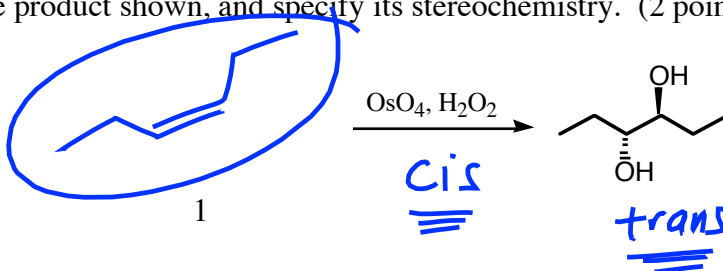 e product shown, and specify its stereochemistry. (2 poin
OH
OsO4, H2O2
cis
OH
1
trans